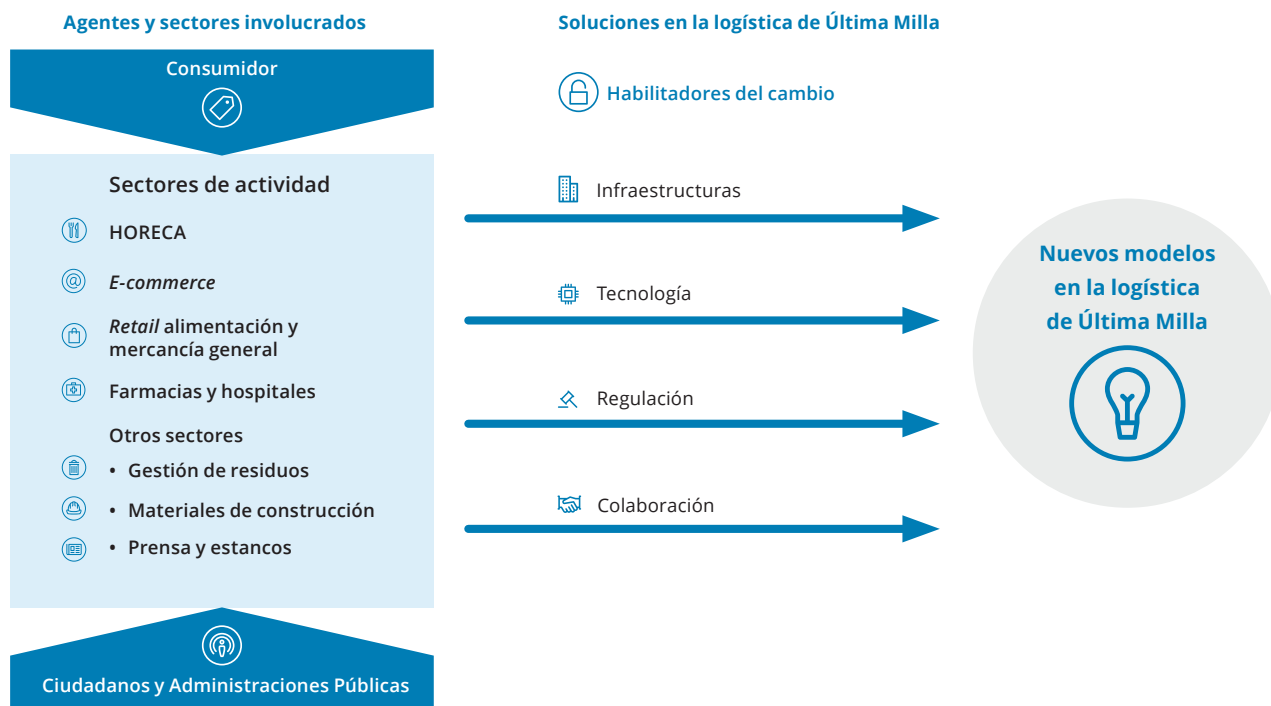 Agentes y sectores involucrados
Consumidor
Sectores de actividad
HORECA
E-commerce
Retail alimentación y
mercancía general
Farmacias y hospitales
Otros sectores
• Gestión de residuos
• Materiales de construcción
• Prensa y estancos
Ciudadanos y Administraciones Públicas
Soluciones en la logística de Última Milla
Habilitadores del cambio
Infraestructuras
Tecnología
Regulación
Colaboración
Nuevos modelos
en la logística
de Última Milla